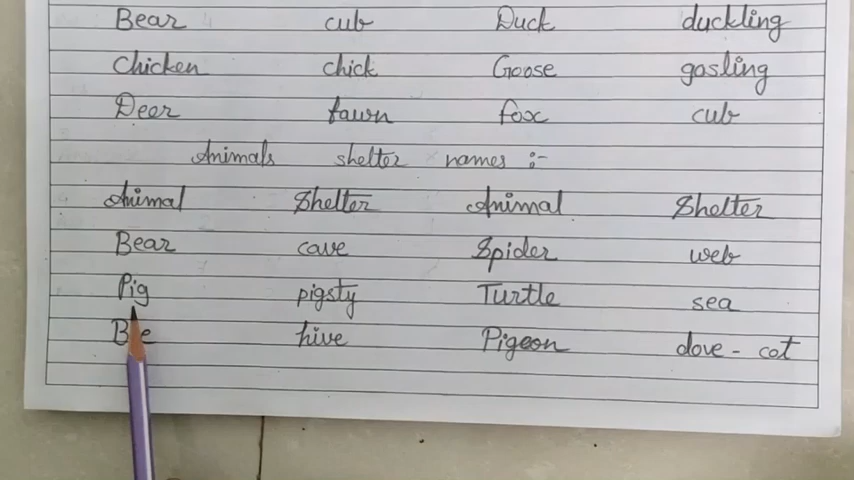 Bear cub Duck duckling
Chicken chick Goose gosling
Deer fawn fox cub
Animals shelter names :-
Animal Shelter Animal Shelter
Bear cave Spider web
Pig pigsty Turtle sea
Bee hive Pigeon dove - cot